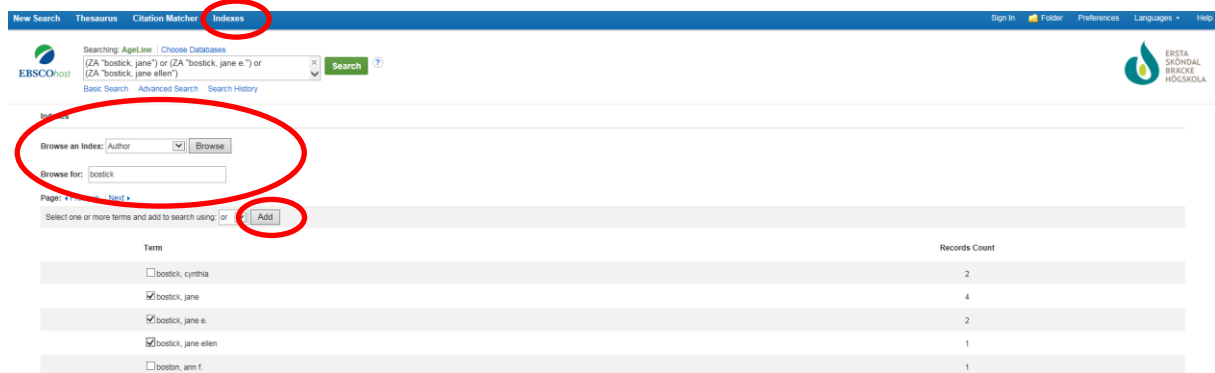 New Search Thesaurus Citation Matcher Indexes Sign In Folder Preferences Languages Help
Searching: AgeLine Choose Databases
(ZA "bostick, jane") or (ZA "bostick, jane e.") or
(ZA "bostick, jane ellen")
Search ?
Basic Search Advanced Search Search History
EBSCOhost
ERSTA
SKÖNDAL
BRÄCKE
HÖGSKOLA
Indexes
Browse an Index: Author Browse
Browse for: bostick
Page: Next
Select one or more terms and add to search using: or Add
Term Records Count
bostick, cynthia 2
bostick, jane 4
bostick, jane e. 2
bostick, jane ellen 1
boston, ann f. 1